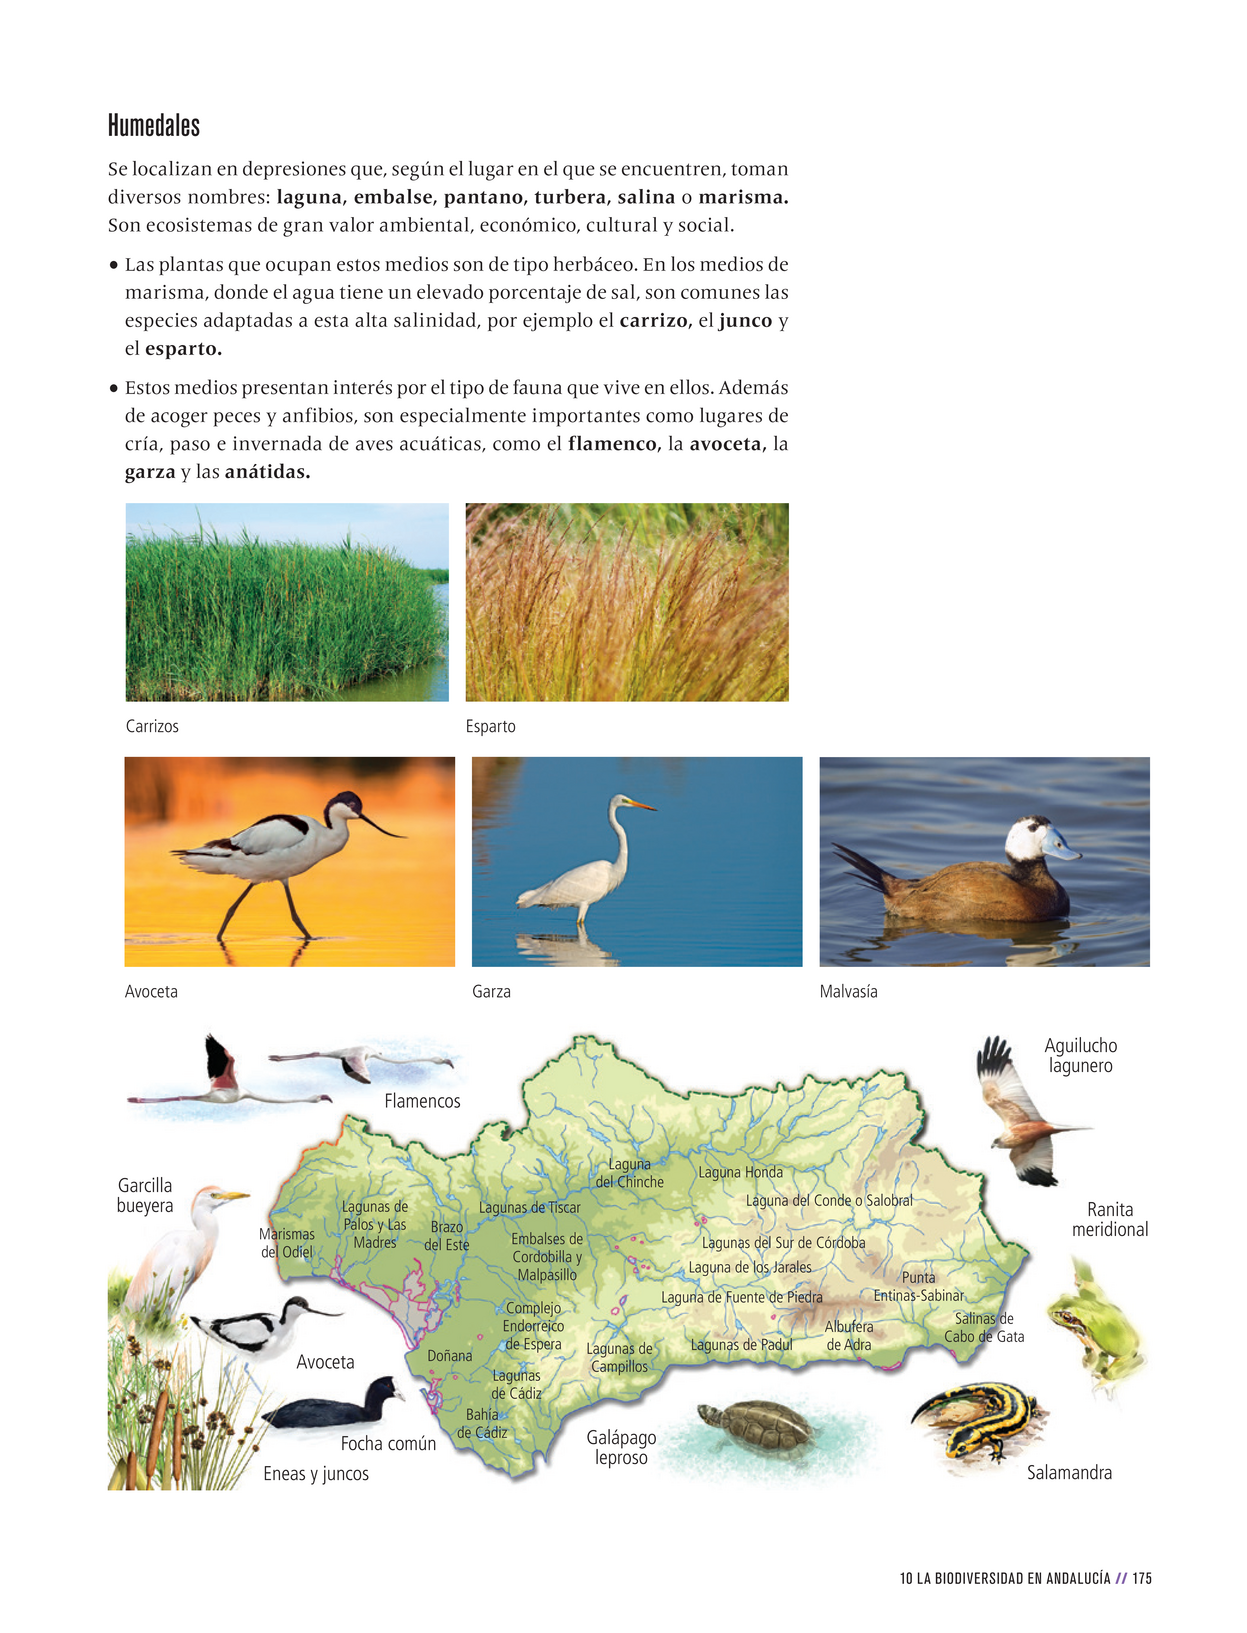 Humedales
Se localizan en depresiones que, según el lugar en el que se encuentren, toman
diversos nombres: laguna, embalse, pantano, turbera, salina o marisma.
Son ecosistemas de gran valor ambiental, económico, cultural y social.
• Las plantas que ocupan estos medios son de tipo herbáceo. En los medios de
marisma, donde el agua tiene un elevado porcentaje de sal, son comunes las
especies adaptadas a esta alta salinidad, por ejemplo el carrizo, el junco y
el esparto.
• Estos medios presentan interés por el tipo de fauna que vive en ellos. Además
de acoger peces y anfibios, son especialmente importantes como lugares de
cría, paso e invernada de aves acuáticas, como el flamenco, la avoceta, la
garza y las anátidas.
Carrizos
Esparto
Avoceta
Garza
Malvasía
Flamencos
Aguilucho
lagunero
Garcilla
bueyera
Ranita
meridional
Laguna
del Chinche
Laguna Honda
Laguna del Conde o Salobral
Lagunas de
Palos y Las
Madres
Lagunas de Tiscar
Marismas
del Odiel
Brazo
del Este
Embalses de
Cordobilla y
Malpasillo
Lagunas del Sur de Córdoba
Laguna de los Jarales
Punta
Entinas-Sabinar
Laguna de Fuente de Piedra
Complejo
Endorreico
de Espera
Salinas de
Cabo de Gata
Albufera
de Adra
Lagunas de Padul
Lagunas de
Campillos
Doñana
Lagunas
de Cádiz
Bahía
de Cádiz
Avoceta
Focha común
Eneas y juncos
Galápago
leproso
Salamandra
10 LA BIODIVERSIDAD EN ANDALUCÍA // 175